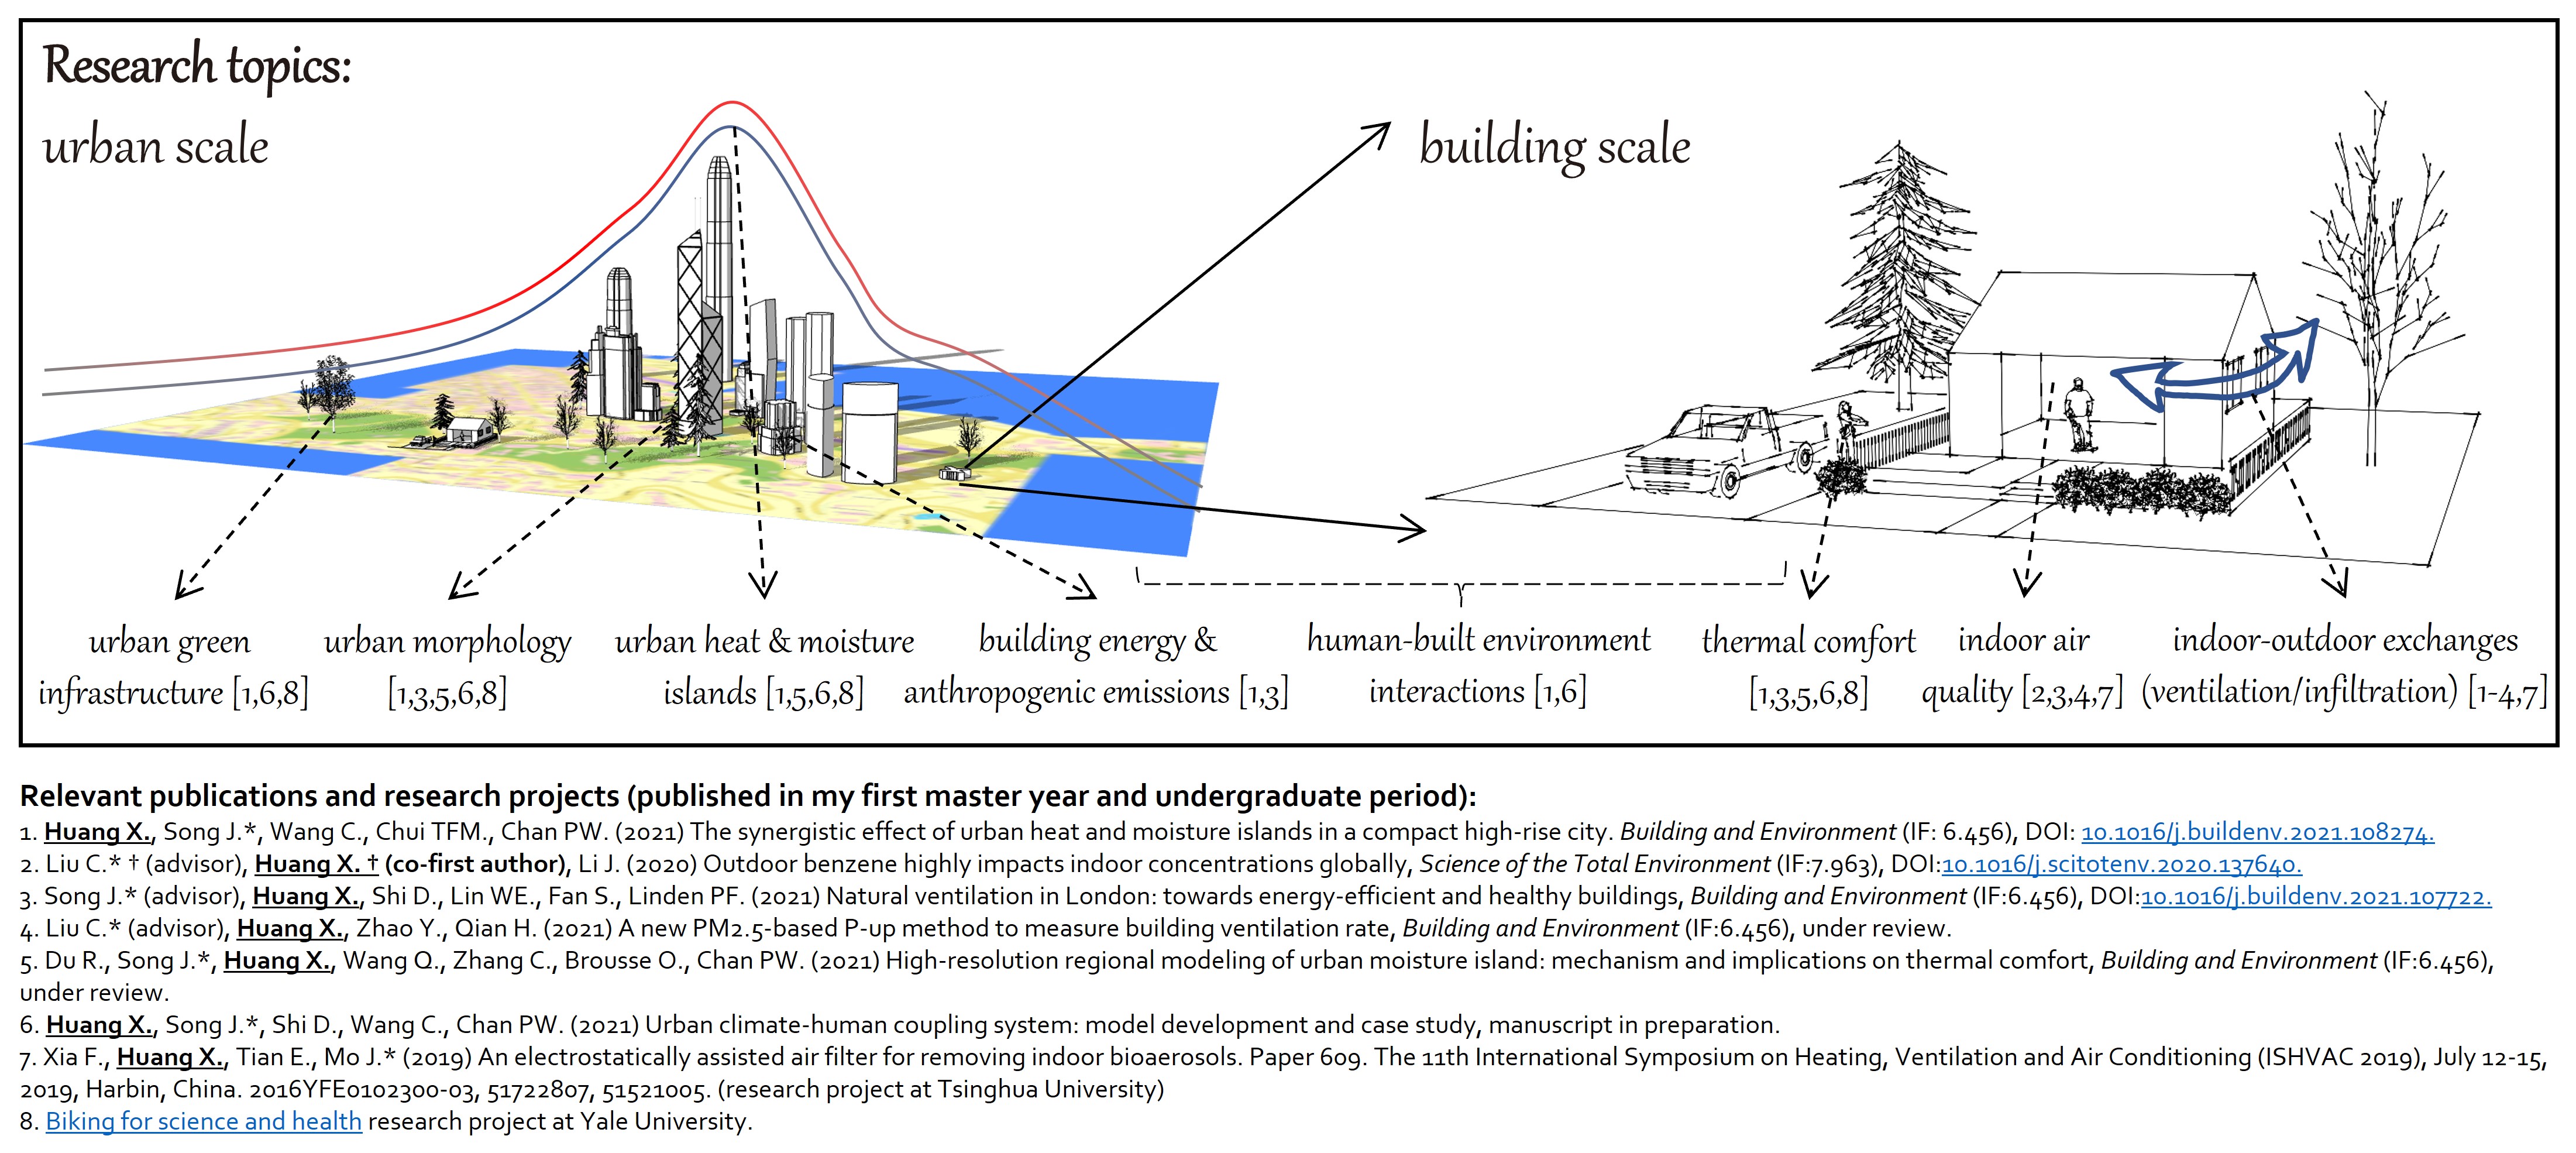 Research topics:
urban scale
building scale
urban green
infrastructure [1,6,8]
urban morphology
[1,3,5,6,8]
urban heat & moisture
islands [1,5,6,8]
building energy &
anthropogenic emissions [1,3]
human-built environment
interactions [1,6]
thermal comfort
[1,3,5,6,8]
indoor air
quality [2,3,4,7]
indoor-outdoor exchanges
(ventilation/infiltration) [1-4,7]
Relevant publications and research projects (published in my first master year and undergraduate period):
1. Huang X., Song J.*, Wang C., Chui TFM., Chan PW. (2021) The synergistic effect of urban heat and moisture islands in a compact high-rise city. Building and Environment (IF: 6.456), DOI: 10.1016/j.buildenv.2021.108274.
2. Liu C.* † (advisor), Huang X. † (co-first author), Li J. (2020) Outdoor benzene highly impacts indoor concentrations globally, Science of the Total Environment (IF:7.963), DOI:10.1016/j.scitotenv.2020.137640.
3. Song J.* (advisor), Huang X., Shi D., Lin WE., Fan S., Linden PF. (2021) Natural ventilation in London: towards energy-efficient and healthy buildings, Building and Environment (IF:6.456), DOI:10.1016/j.buildenv.2021.107722.
4. Liu C.* (advisor), Huang X., Zhao Y., Qian H. (2021) A new PM2.5-based P-up method to measure building ventilation rate, Building and Environment (IF:6.456), under review.
5. Du R., Song J.*, Huang X., Wang Q., Zhang C., Brousse O., Chan PW. (2021) High-resolution regional modeling of urban moisture island: mechanism and implications on thermal comfort, Building and Environment (IF:6.456),
under review.
6. Huang X., Song J.*, Shi D., Wang C., Chan PW. (2021) Urban climate-human coupling system: model development and case study, manuscript in preparation.
7. Xia F., Huang X., Tian E., Mo J.* (2019) An electrostatically assisted air filter for removing indoor bioaerosols. Paper 609. The 11th International Symposium on Heating, Ventilation and Air Conditioning (ISHVAC 2019), July 12-15,
2019, Harbin, China. 2016YFE0102300-03, 51722807, 51521005. (research project at Tsinghua University)
8. Biking for science and health research project at Yale University.